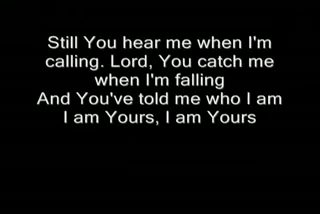 Still You hear me when I'm
calling. Lord, You catch me
when I'm falling
And You've told me who I am
I am Yours, I am Yours